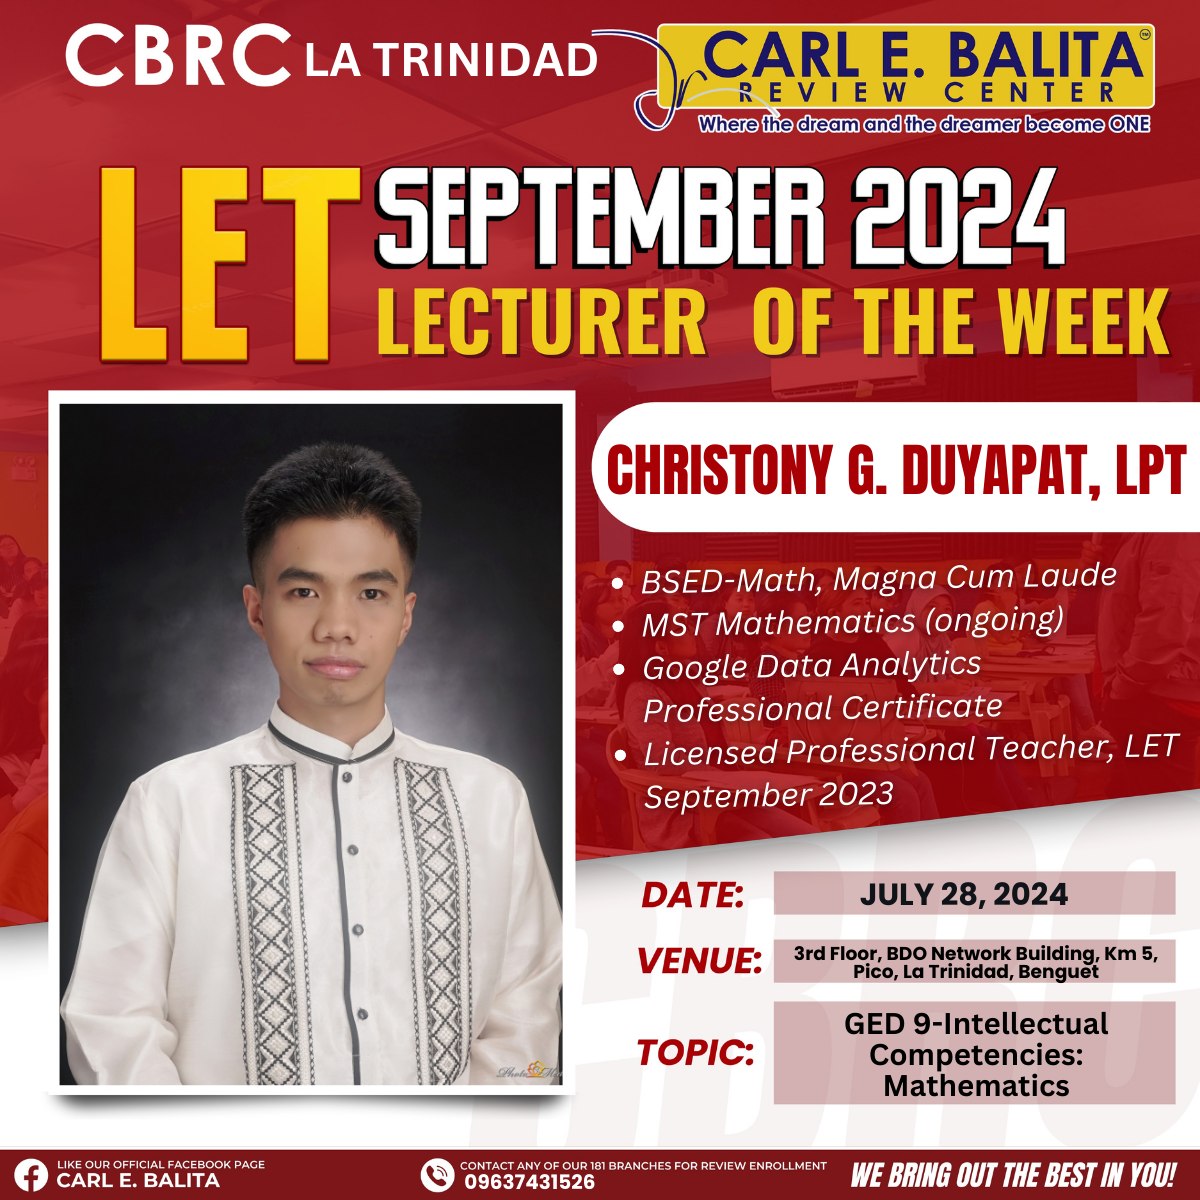 CBRC LA TRINIDAD
Dr. CARL E. BALITA™
REVIEW CENTER
Where the dream and the dreamer become ONE
LET SEPTEMBER 2024
LECTURER OF THE WEEK
CHRISTONY G. DUYAPAT, LPT
• BSED-Math, Magna Cum Laude
• MST Mathematics (ongoing)
• Google Data Analytics
Professional Certificate
• Licensed Professional Teacher, LET
September 2023
DATE: JULY 28, 2024
VENUE: 3rd Floor, BDO Network Building, Km 5,
Pico, La Trinidad, Benguet
TOPIC: GED 9-Intellectual
Competencies:
Mathematics
LIKE OUR OFFICIAL FACEBOOK PAGE
CARL E. BALITA
CONTACT ANY OF OUR 181 BRANCHES FOR REVIEW ENROLLMENT
09637431526
WE BRING OUT THE BEST IN YOU!